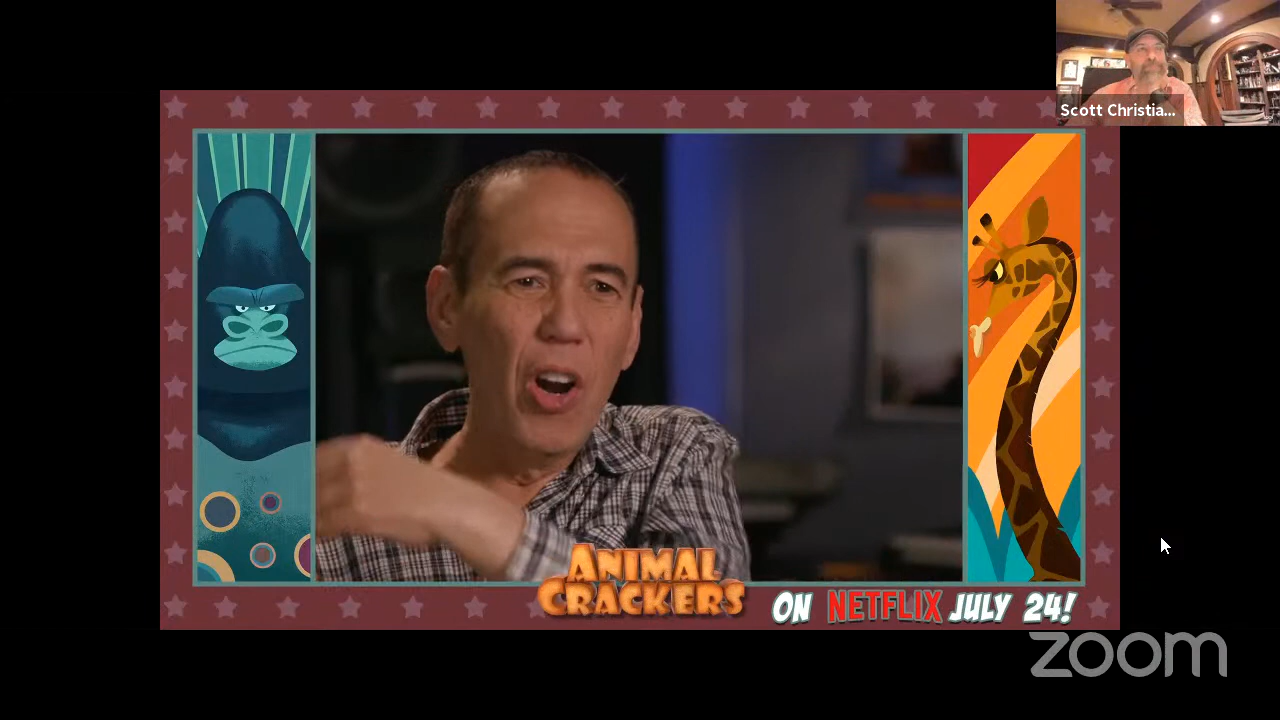 Scott Christia...
ANIMAL
CRACKERS
ON NETFLIX JULY 24!
zoom